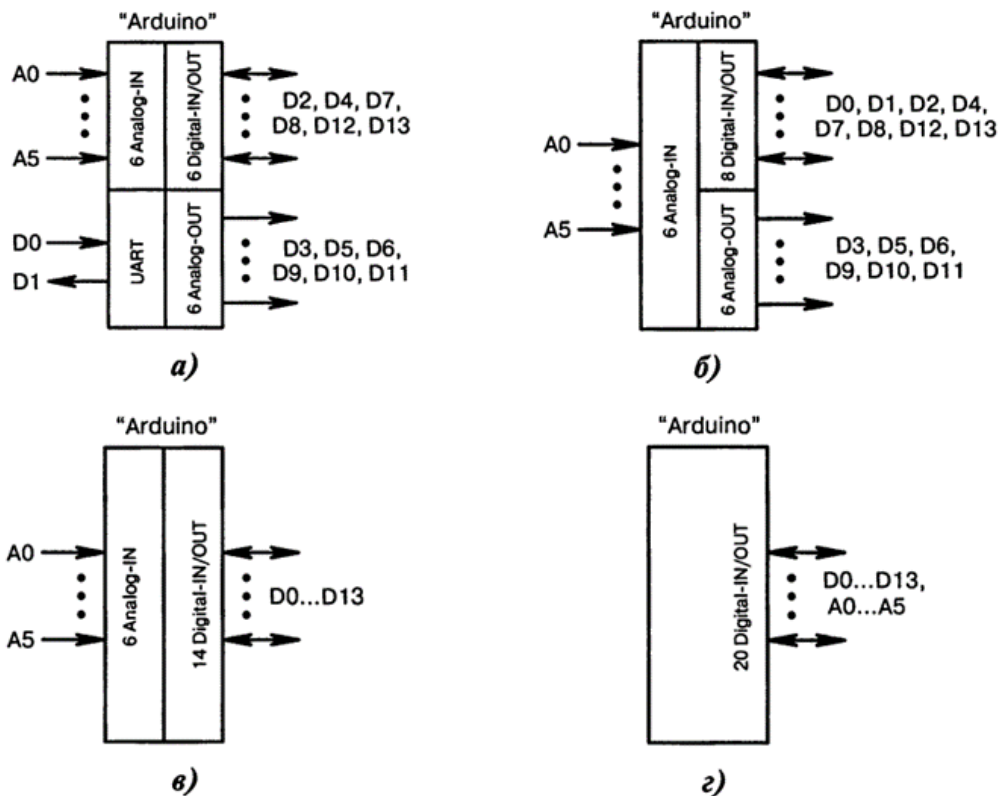 "Arduino"
A0
A5
D0
D1
6 Analog-IN
6 Digital-IN/OUT
UART
6 Analog-OUT
D2, D4, D7,
D8, D12, D13
D3, D5, D6,
D9, D10, D11
а)
"Arduino"
A0
A5
6 Analog-IN
8 Digital-IN/OUT
6 Analog-OUT
D0, D1, D2, D4,
D7, D8, D12, D13
D3, D5, D6,
D9, D10, D11
б)
"Arduino"
A0
A5
6 Analog-IN
14 Digital-IN/OUT
D0...D13
в)
"Arduino"
20 Digital-IN/OUT
D0...D13,
A0...A5
г)